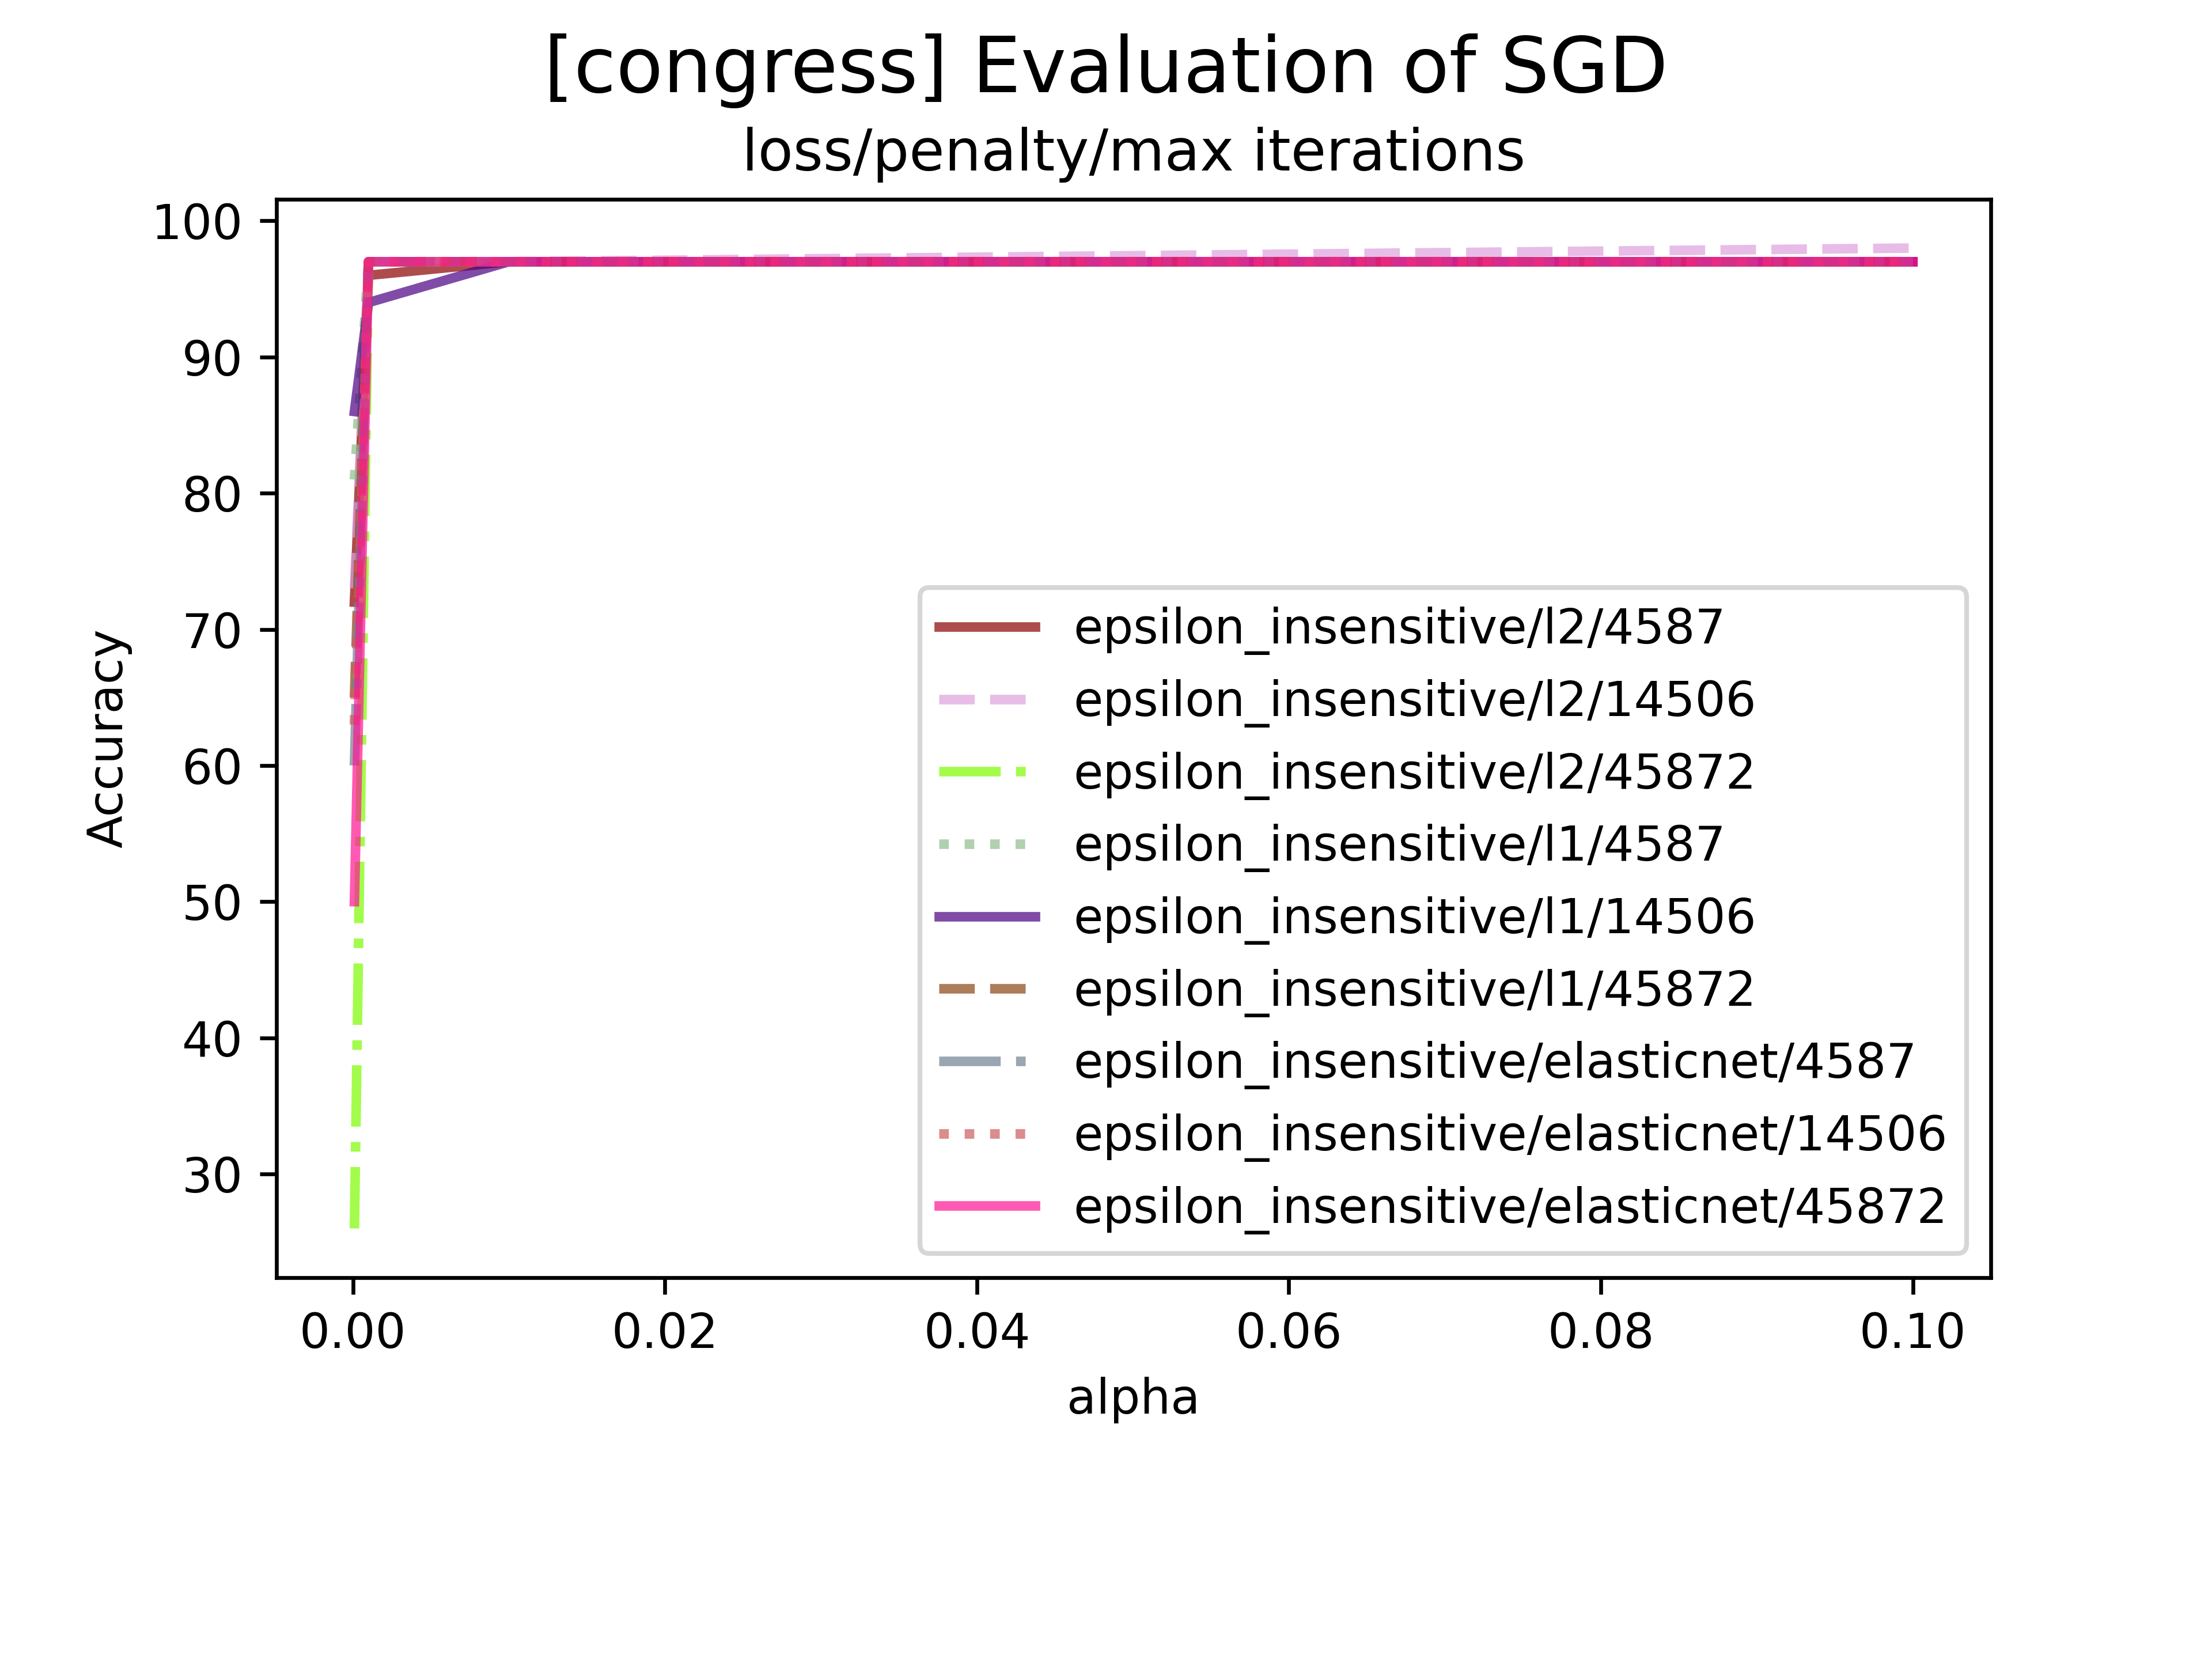 [congress] Evaluation of SGD
loss/penalty/max iterations
100
90
80
70
60
50
40
30
Accuracy
epsilon_insensitive/l2/4587
epsilon_insensitive/l2/14506
epsilon_insensitive/l2/45872
epsilon_insensitive/l1/4587
epsilon_insensitive/l1/14506
epsilon_insensitive/l1/45872
epsilon_insensitive/elasticnet/4587
epsilon_insensitive/elasticnet/14506
epsilon_insensitive/elasticnet/45872
0.00 0.02 0.04 0.06 0.08 0.10
alpha